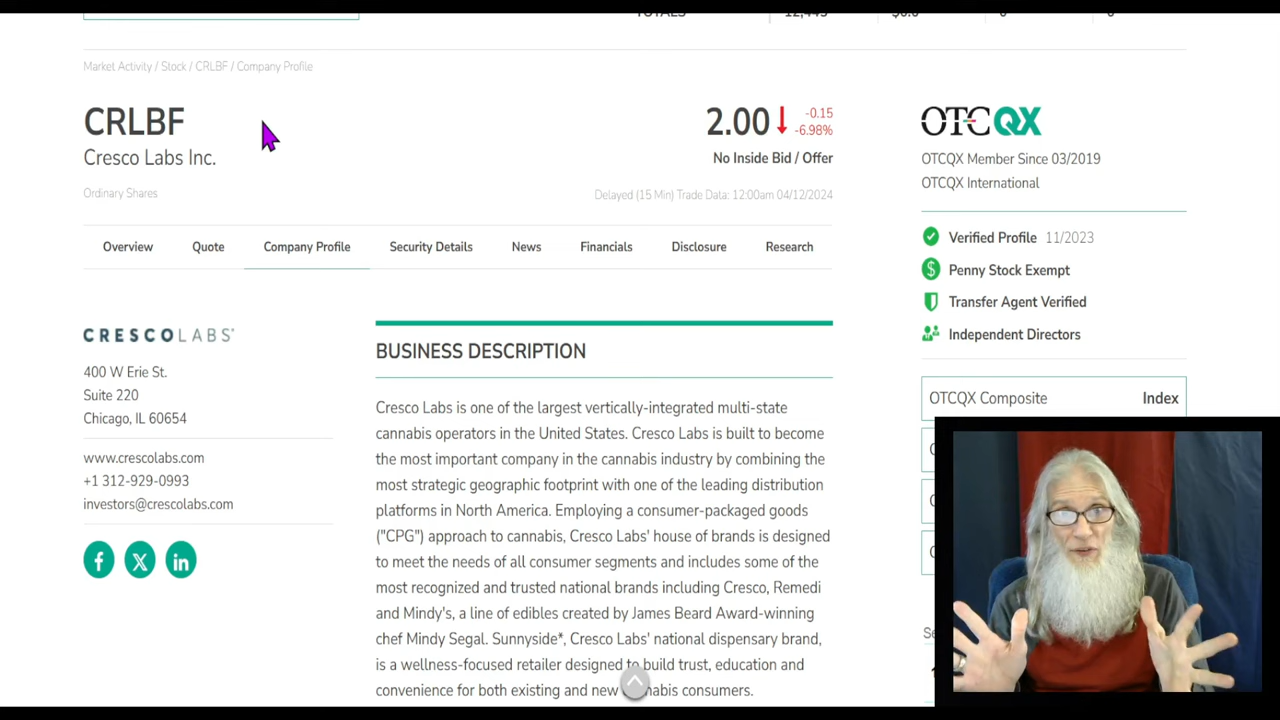 TOTALS 12,445 $0.0 0 0
Market Activity / Stock / CRLBF / Company Profile
CRLBF
Cresco Labs Inc.
Ordinary Shares
2.00 -0.15
-6.98%
No Inside Bid / Offer
Delayed (15 Min) Trade Data: 12:00am 04/12/2024
OTCQX
OTCQX Member Since 03/2019
OTCQX International
Overview Quote Company Profile Security Details News Financials Disclosure Research
Verified Profile 11/2023
Penny Stock Exempt
Transfer Agent Verified
Independent Directors
OTCQX Composite Index
CRESCOLABS
400 W Erie St.
Suite 220
Chicago, IL 60654
www.crescolabs.com
+1 312-929-0993
investors@crescolabs.com
BUSINESS DESCRIPTION
Cresco Labs is one of the largest vertically-integrated multi-state
cannabis operators in the United States. Cresco Labs is built to become
the most important company in the cannabis industry by combining the
most strategic geographic footprint with one of the leading distribution
platforms in North America. Employing a consumer-packaged goods
("CPG") approach to cannabis, Cresco Labs' house of brands is designed
to meet the needs of all consumer segments and includes some of the
most recognized and trusted national brands including Cresco, Remedi
and Mindy's, a line of edibles created by James Beard Award-winning
chef Mindy Segal. Sunnyside*, Cresco Labs' national dispensary brand,
is a wellness-focused retailer designed to build trust, education and
convenience for both existing and new cannabis consumers.